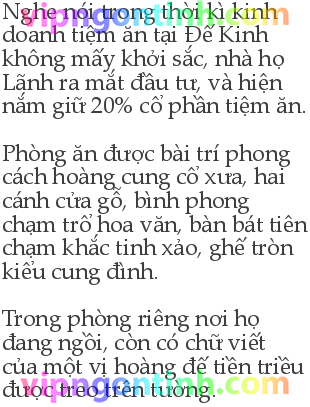 Nghe nói trong thời kì kinh
doanh tiệm ăn tại Đế Kinh
không mấy khởi sắc, nhà họ
Lãnh ra mắt đầu tư, và hiện
nắm giữ 20% cổ phần tiệm ăn.
Phòng ăn được bài trí phong
cách hoàng cung cổ xưa, hai
cánh cửa gỗ, bình phong
chạm trổ hoa văn, bàn bát tiên
chạm khắc tinh xảo, ghế tròn
kiểu cung đình.
Trong phòng riêng nơi họ
đang ngồi, còn có chữ viết
của một vị hoàng đế tiền triều
được treo trên tường.
vipngontinh.com
vipngontinh.com